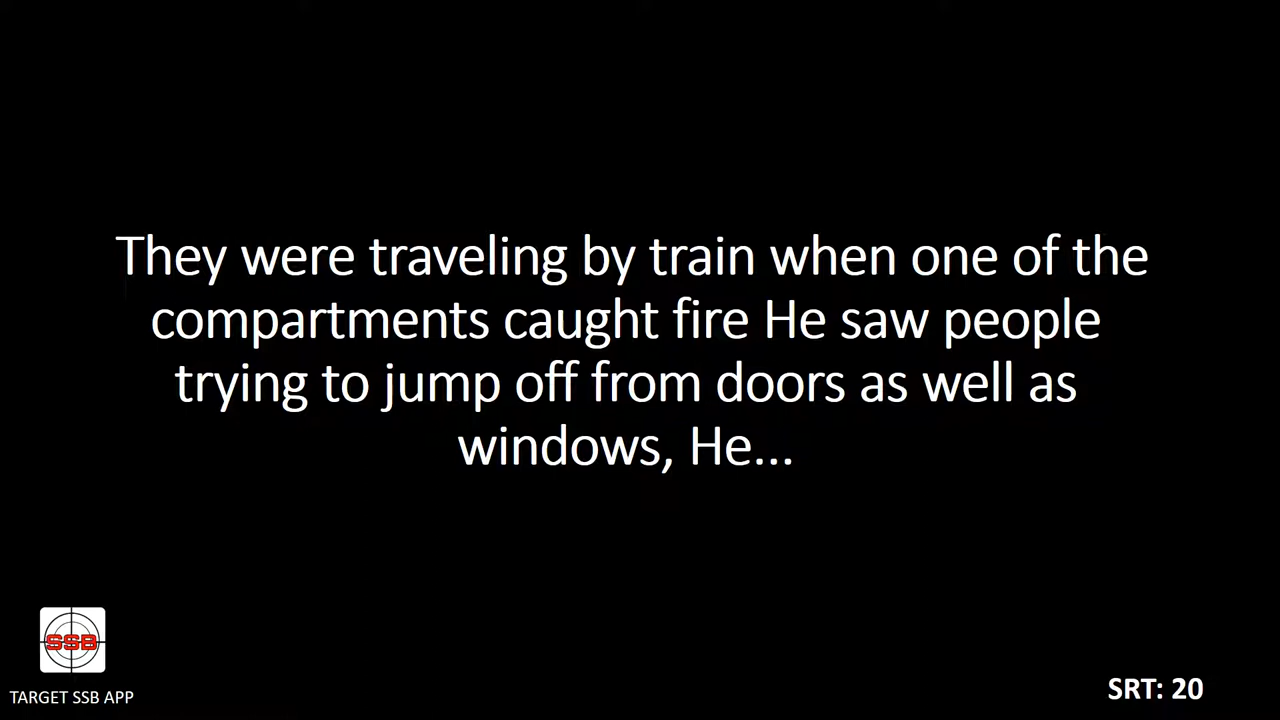 They were traveling by train when one of the
compartments caught fire He saw people
trying to jump off from doors as well as
windows, He...
SSB
TARGET SSB APP
SRT: 20